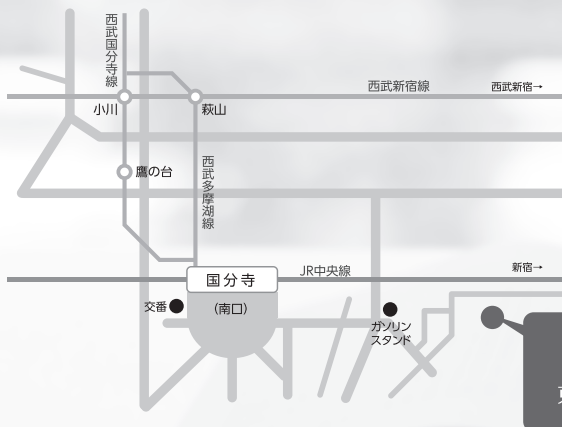 西武国分寺線
西武新宿線
西武新宿→
小川
萩山
鷹の台
西武多摩湖線
国分寺
JR中央線
新宿→
交番
(南口)
ガソリン
スタンド